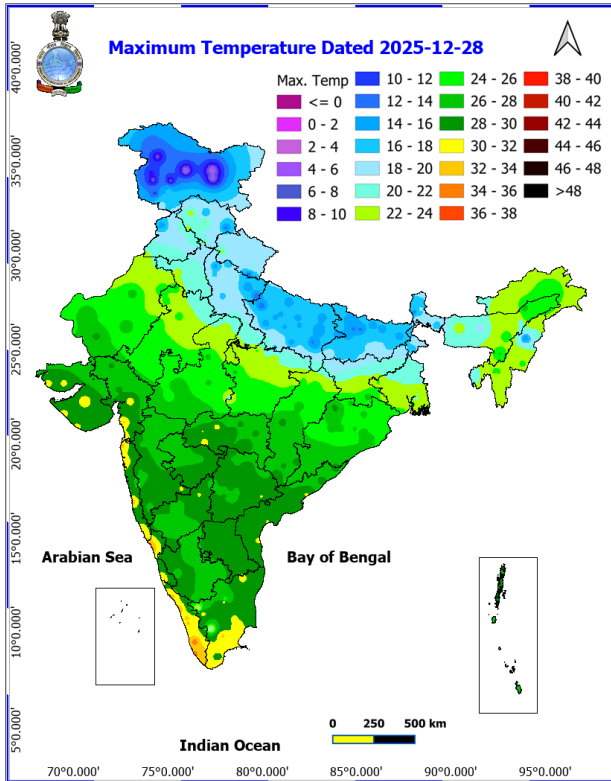 Maximum Temperature Dated 2025-12-28
Max. Temp
<= 0
0 - 2
2 - 4
4 - 6
6 - 8
8 - 10
10 - 12
12 - 14
14 - 16
16 - 18
18 - 20
20 - 22
22 - 24
24 - 26
26 - 28
28 - 30
30 - 32
32 - 34
34 - 36
36 - 38
38 - 40
40 - 42
42 - 44
44 - 46
46 - 48
>48
40°0.000'
35°0.000'
30°0.000'
25°0.000'
20°0.000'
15°0.000'
10°0.000'
5°0.000'
Arabian Sea
Bay of Bengal
Indian Ocean
0 250 500 km
70°0.000' 75°0.000' 80°0.000' 85°0.000' 90°0.000' 95°0.000'